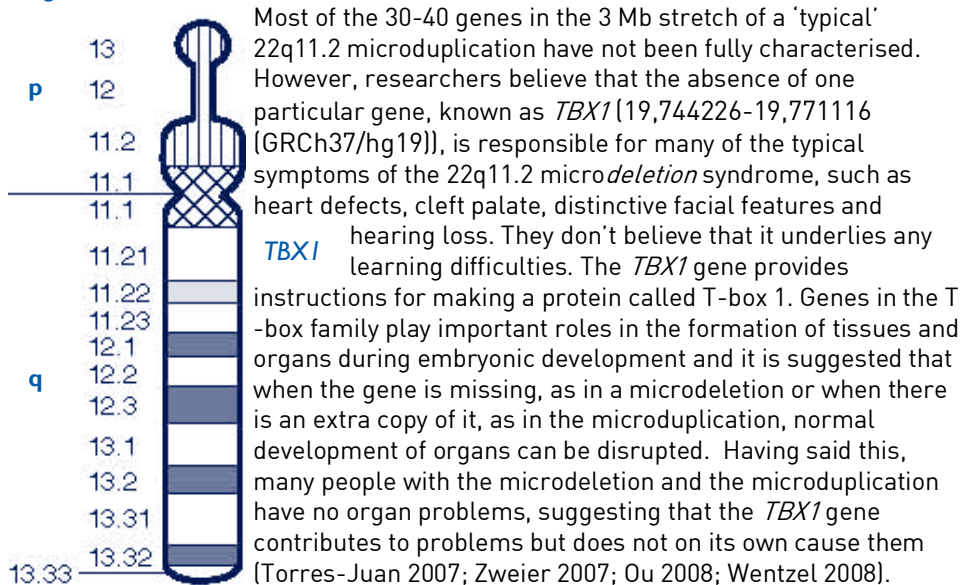 13
p
12
11.2
11.1
11.1
11.21
11.22
11.23
12.1
12.2
q
12.3
13.1
13.2
13.31
13.32
13.33
TBX1
Most of the 30-40 genes in the 3 Mb stretch of a ‘typical’
22q11.2 microduplication have not been fully characterised.
However, researchers believe that the absence of one
particular gene, known as TBX1 (19,744226-19,771116
(GRCh37/hg19)), is responsible for many of the typical
symptoms of the 22q11.2 microdeletion syndrome, such as
heart defects, cleft palate, distinctive facial features and
hearing loss. They don’t believe that it underlies any
learning difficulties. The TBX1 gene provides
instructions for making a protein called T-box 1. Genes in the T
-box family play important roles in the formation of tissues and
organs during embryonic development and it is suggested that
when the gene is missing, as in a microdeletion or when there
is an extra copy of it, as in the microduplication, normal
development of organs can be disrupted.  Having said this,
many people with the microdeletion and the microduplication
have no organ problems, suggesting that the TBX1 gene
contributes to problems but does not on its own cause them
(Torres-Juan 2007; Zweier 2007; Ou 2008; Wentzel 2008).